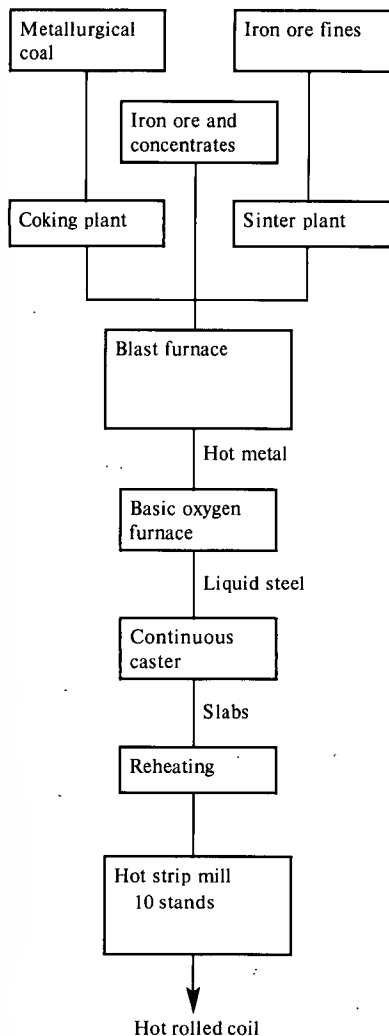 Metallurgical
coal
Iron ore fines
Iron ore and
concentrates
Coking plant
Sinter plant
Blast furnace
Hot metal
Basic oxygen
furnace
Liquid steel
Continuous
caster
Slabs
Reheating
Hot strip mill
10 stands
Hot rolled coil